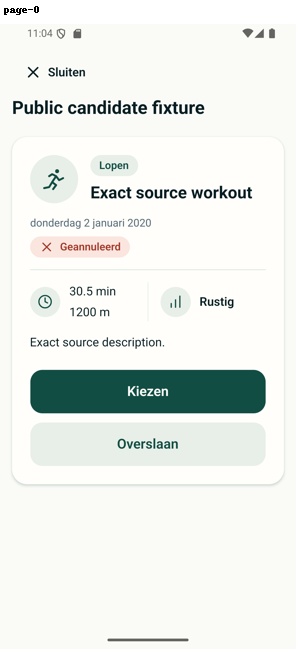 page-0
11:04
Sluiten
Public candidate fixture
Lopen
Exact source workout
donderdag 2 januari 2020
Geannuleerd
30.5 min
1200 m
Rustig
Exact source description.
Kiezen
Overslaan